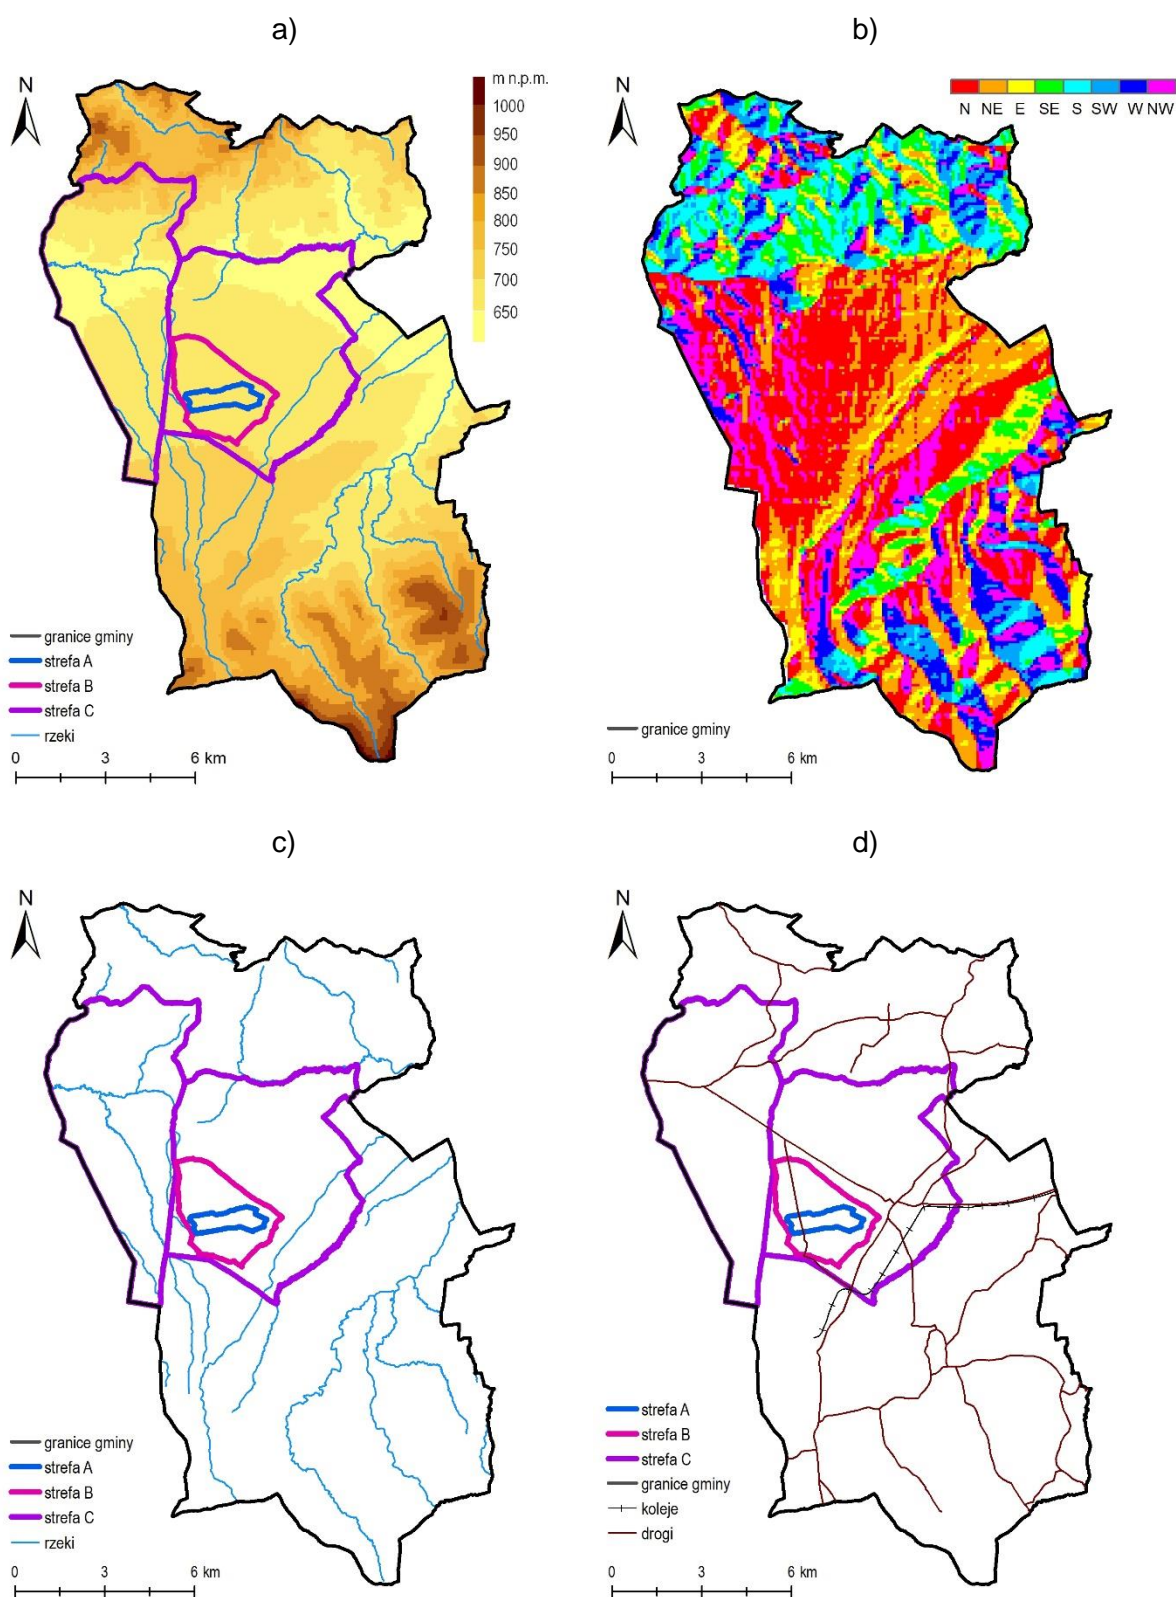 a)
N
m n.p.m.
1000
950
900
850
800
750
700
650
granice gminy
strefa A
strefa B
strefa C
rzeki
0 3 6 km
b)
N
N NE E SE S SW W NW
granice gminy
0 3 6 km
c)
N
granice gminy
strefa A
strefa B
strefa C
rzeki
0 3 6 km
d)
N
strefa A
strefa B
strefa C
granice gminy
koleje
drogi
0 3 6 km